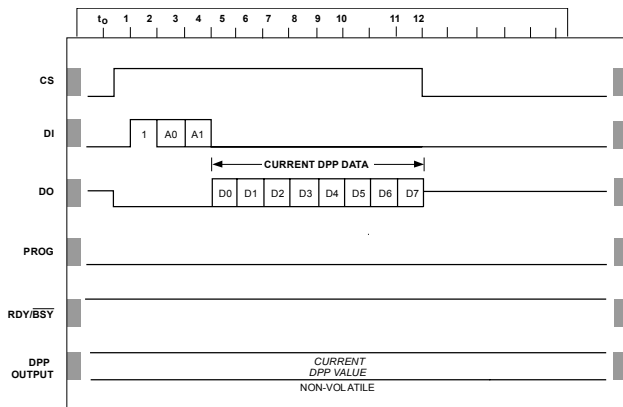 to 1 2 3 4 5 6 7 8 9 10 11 12
CS
DI 1 A0 A1
CURRENT DPP DATA
DO D0 D1 D2 D3 D4 D5 D6 D7
PROG
RDY/BSY
DPP
OUTPUT
CURRENT
DPP VALUE
NON-VOLATILE